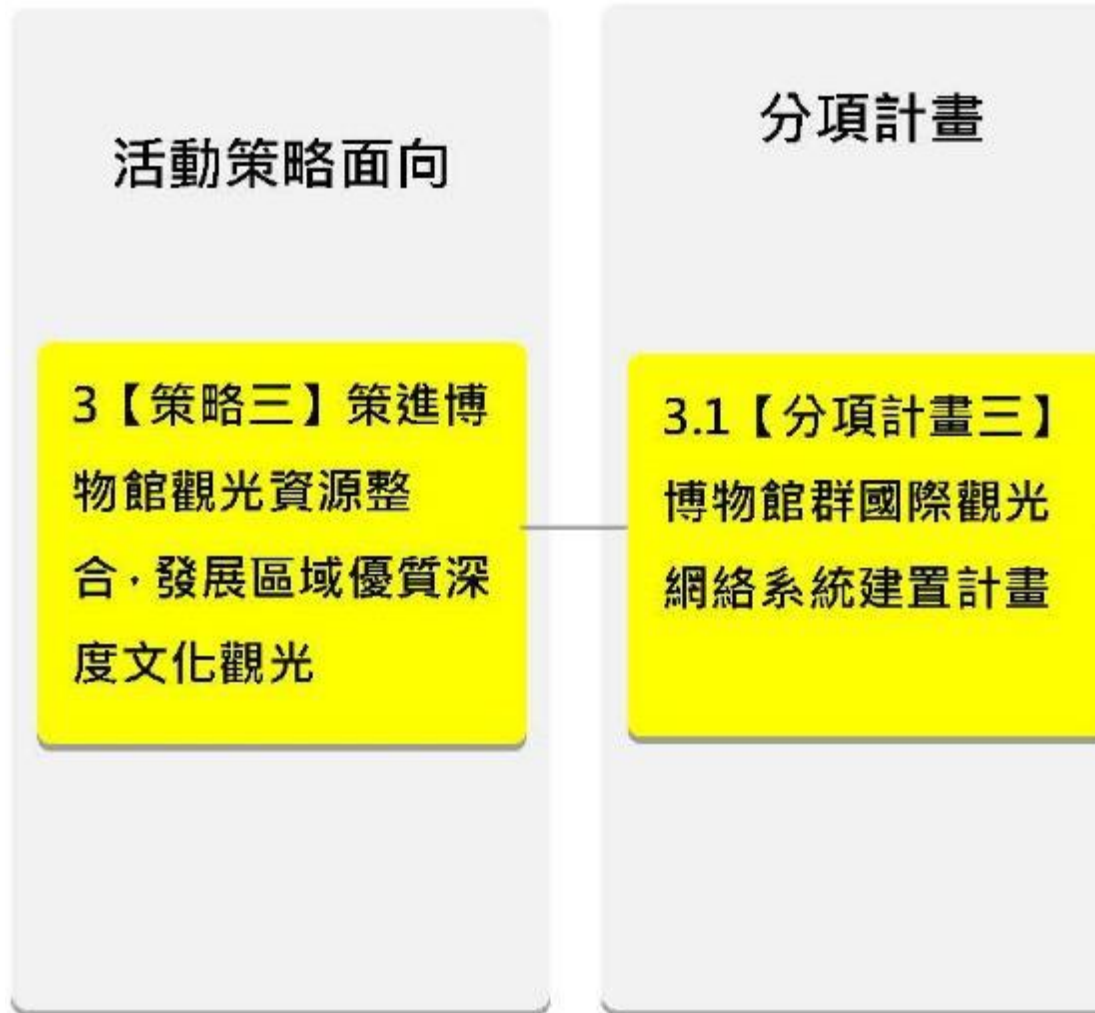 活動策略面向
3【策略三】策進博
物館觀光資源整
合，發展區域優質深
度文化觀光
分項計畫
3.1【分項計畫三】
博物館群國際觀光
網絡系統建置計畫